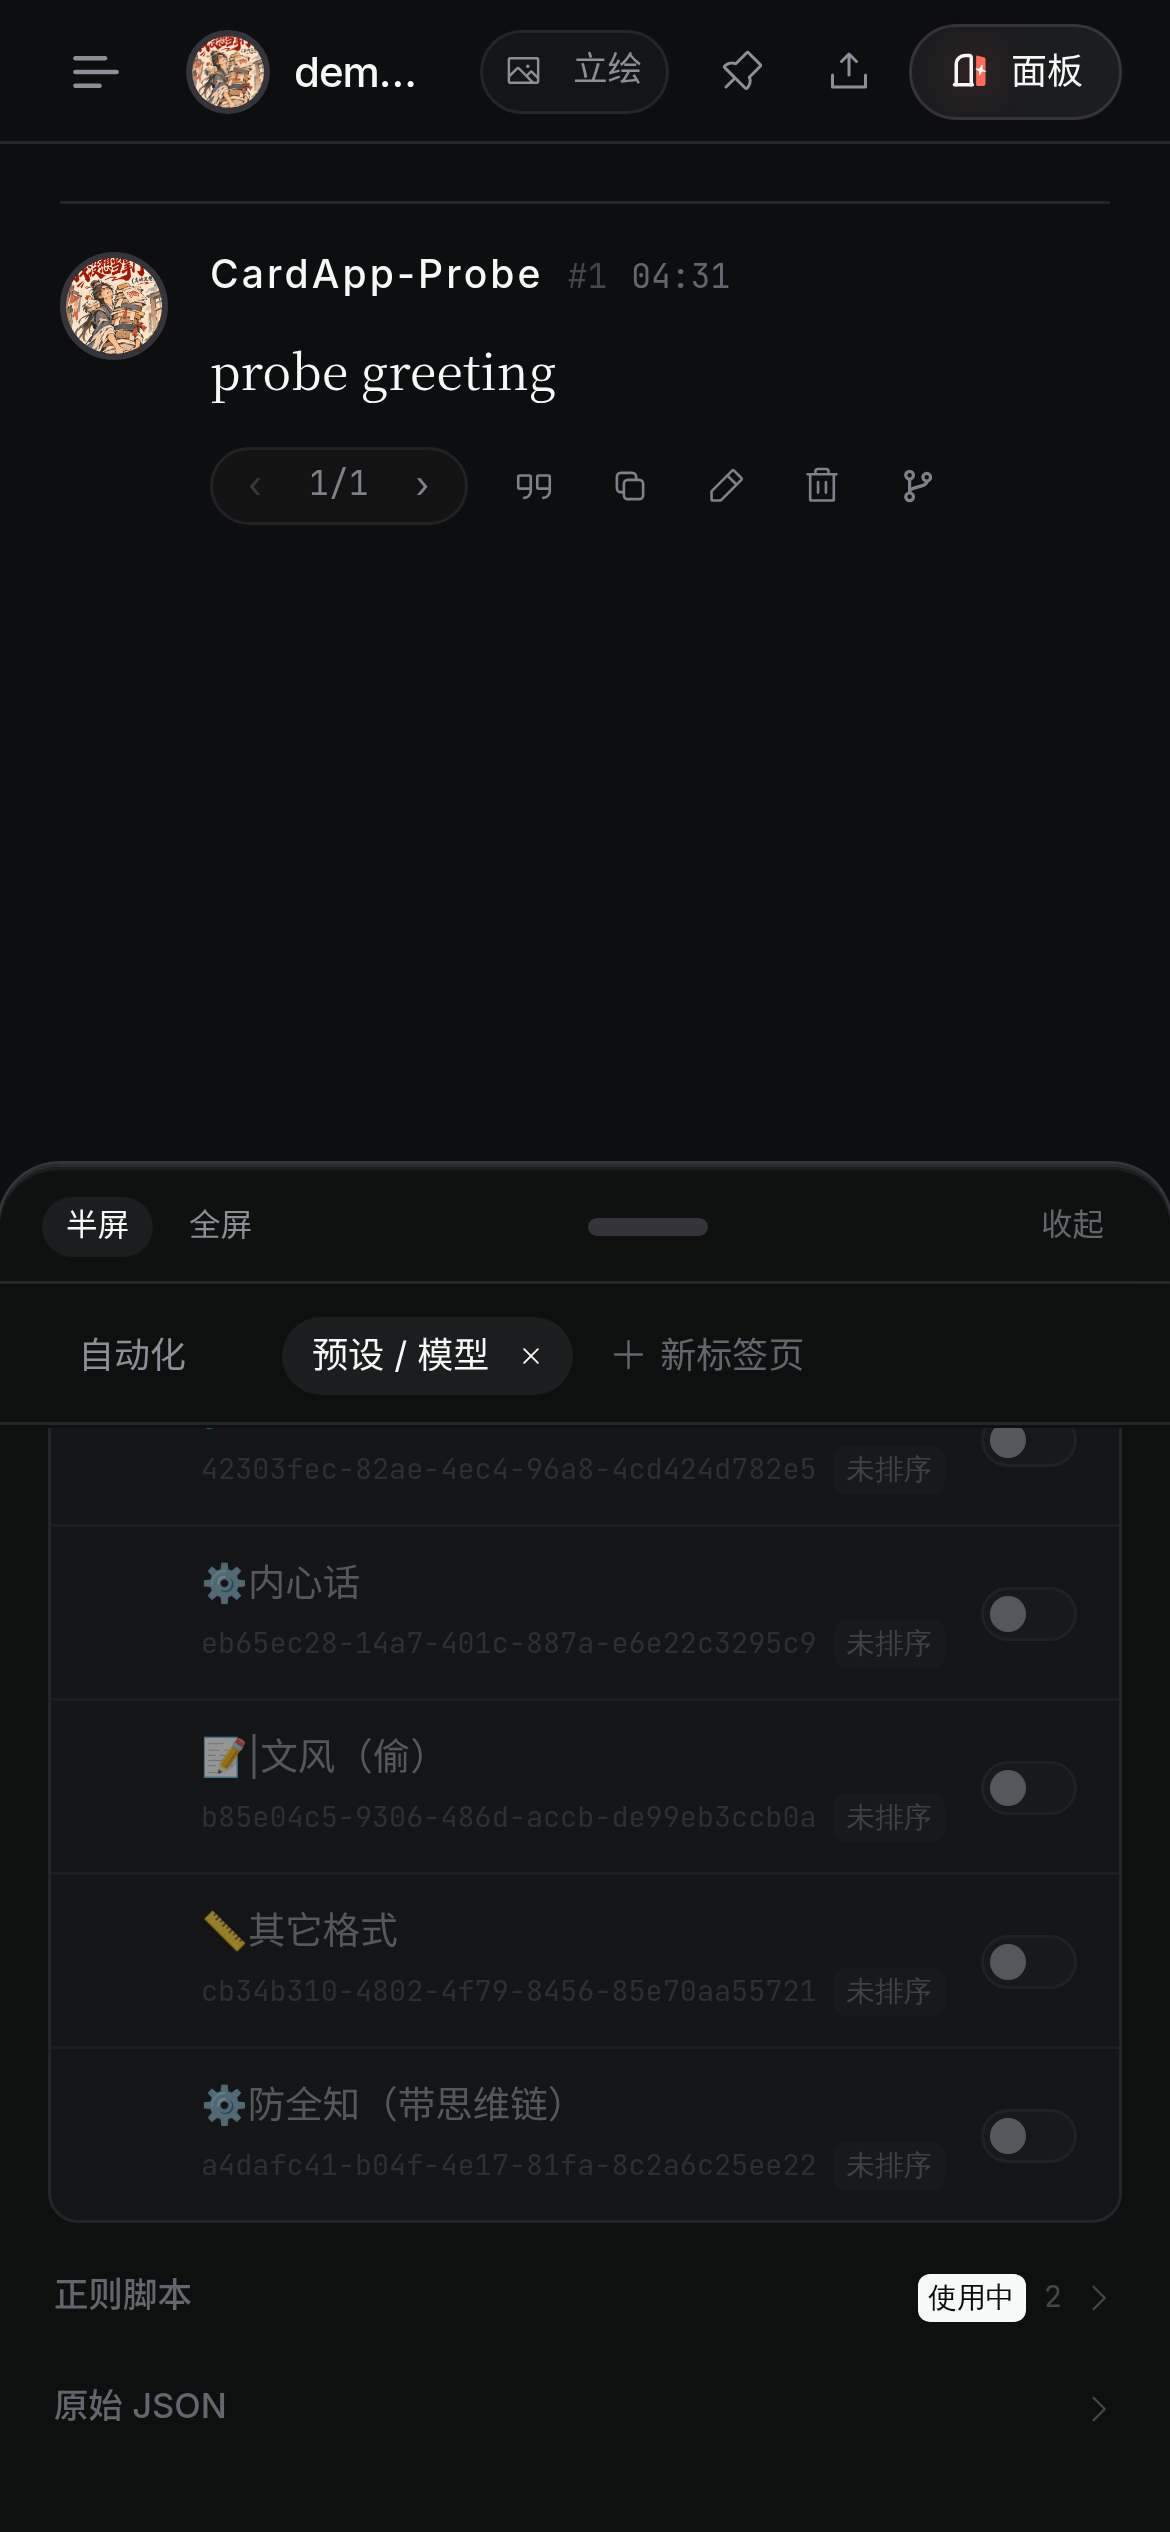 dem...
立绘
面板
CardApp-Probe #1 04:31
probe greeting
1/1
半屏 全屏 收起
自动化 预设 / 模型 × + 新标签页
42303fec-82ae-4ec4-96a8-4cd424d782e5 未排序
内心话
eb65ec28-14a7-401c-887a-e6e22c3295c9 未排序
|文风（偷）
b85e04c5-9306-486d-accb-de99eb3ccb0a 未排序
其它格式
cb34b310-4802-4f79-8456-85e70aa55721 未排序
防全知（带思维链）
a4dafc41-b04f-4e17-81fa-8c2a6c25ee22 未排序
正则脚本 使用中 2
原始 JSON